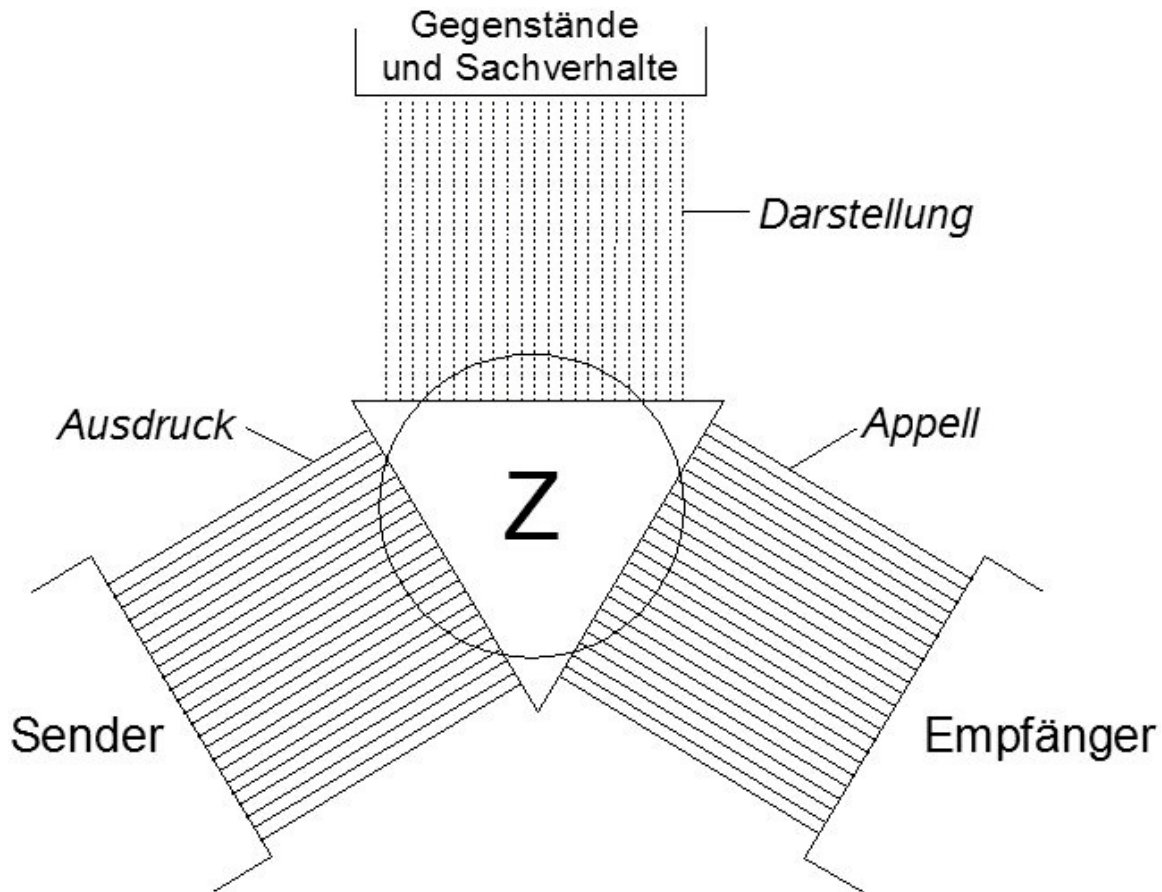 Gegenstände
und Sachverhalte
Darstellung
Ausdruck
Appell
Z
Sender
Empfänger